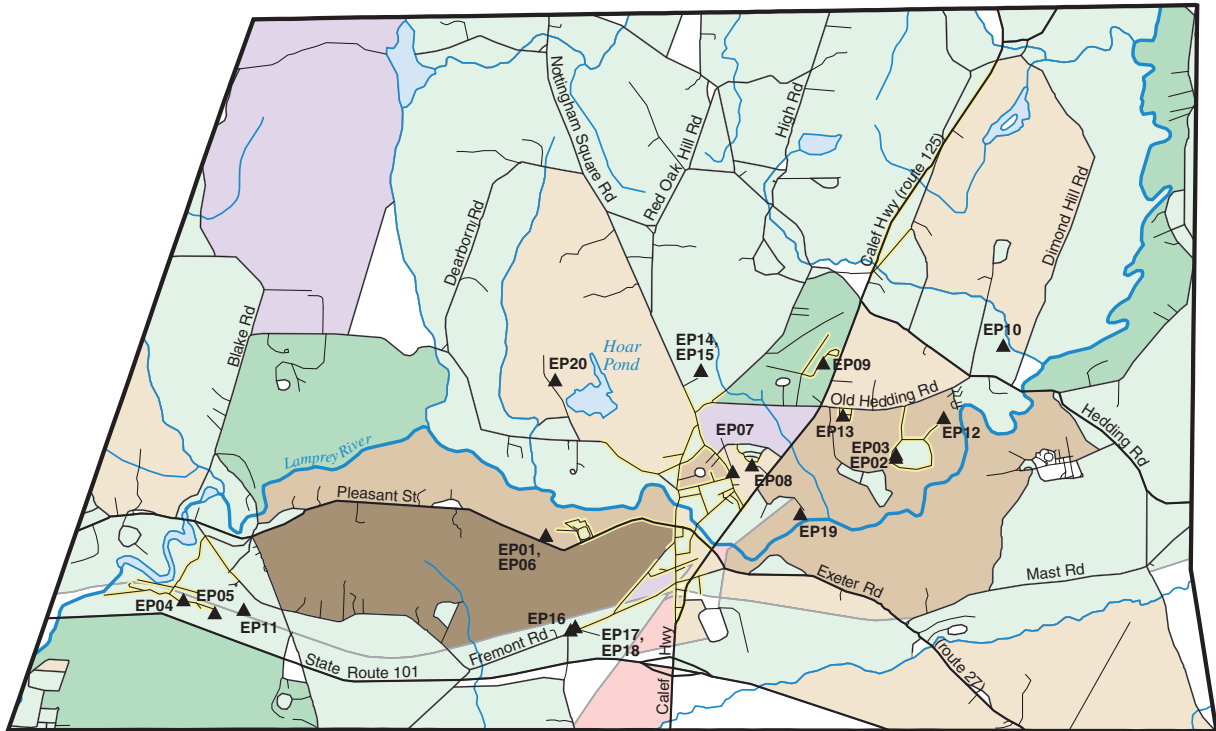 Nottingham Square Rd
Red Oak Hill Rd
High Rd
Calef Hwy (route 125)
Dimond Hill Rd
Dearborn Rd
Blake Rd
EP10
EP14,
EP15
Hoar
Pond
EP20
EP09
Old Hedding Rd
Hedding Rd
EP07
EP13
EP12
EP03
EP02
Lamprey River
EP08
Pleasant St
EP19
EP01,
EP06
Exeter Rd
Mast Rd
EP05
EP04
EP11
EP16
EP17,
EP18
Fremont Rd
State Route 101
Calef Hwy
(route 27)